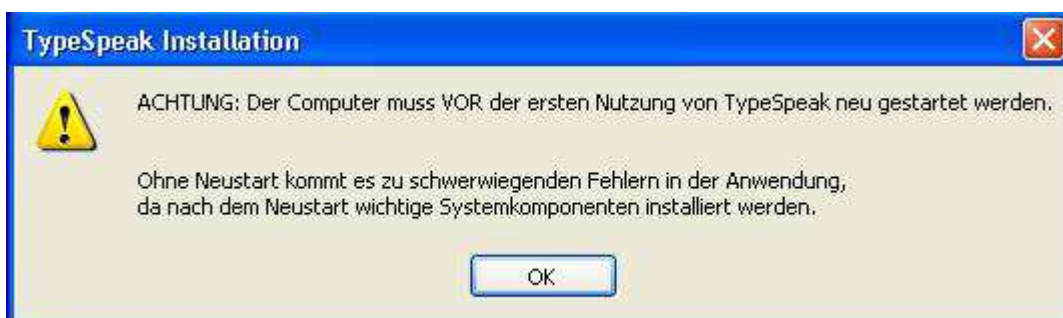 TypeSpeak Installation
ACHTUNG: Der Computer muss VOR der ersten Nutzung von TypeSpeak neu gestartet werden.
Ohne Neustart kommt es zu schwerwiegenden Fehlern in der Anwendung,
da nach dem Neustart wichtige Systemkomponenten installiert werden.
OK